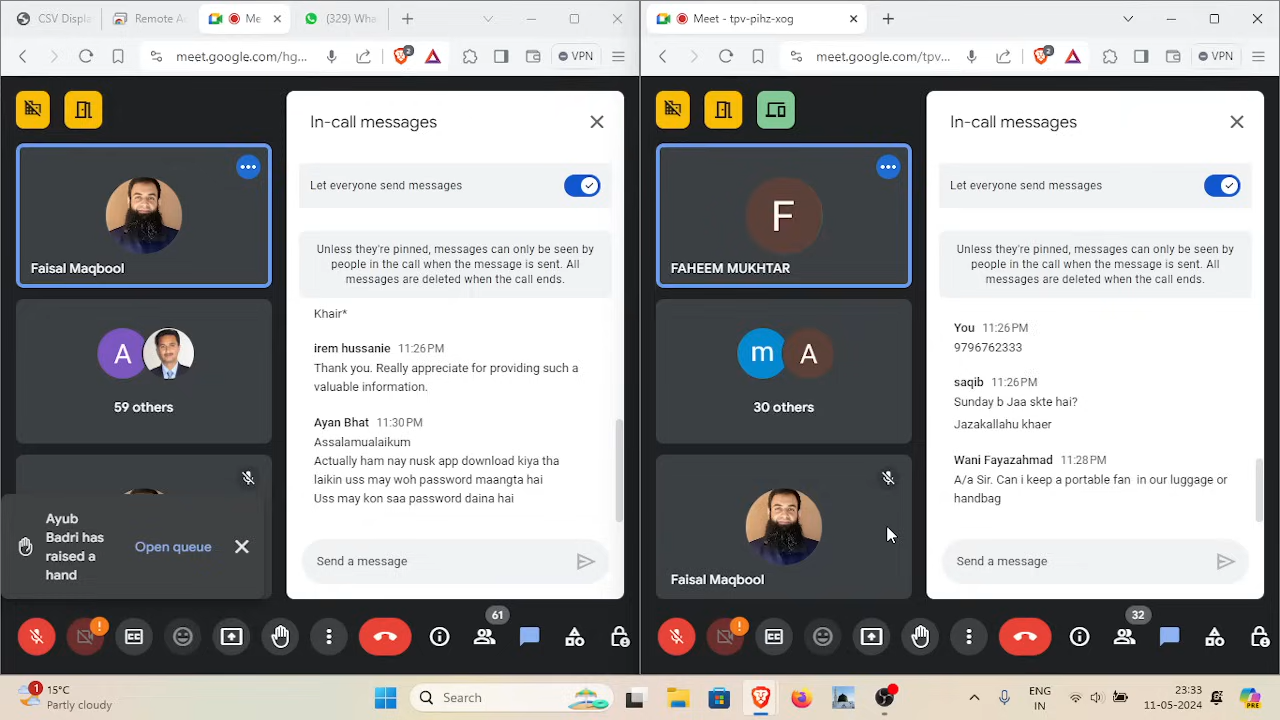 CSV Displa
Remote Ac
Me
(329) Wha
Meet - tpv-pihz-xog
meet.google.com/hg...
2
VPN
meet.google.com/tpv...
2
VPN
Faisal Maqbool
A
59 others
Ayub
Badri has
raised a
hand
Open queue
In-call messages
Let everyone send messages
Unless they're pinned, messages can only be seen by
people in the call when the message is sent. All
messages are deleted when the call ends.
Khair*
irem hussanie 11:26 PM
Thank you. Really appreciate for providing such a
valuable information.
Ayan Bhat 11:30 PM
Assalamualaikum
Actually ham nay nusk app download kiya tha
laikin uss may woh password maangta hai
Uss may kon saa password daina hai
Send a message
61
F
FAHEEM MUKHTAR
m A
30 others
Faisal Maqbool
In-call messages
Let everyone send messages
Unless they're pinned, messages can only be seen by
people in the call when the message is sent. All
messages are deleted when the call ends.
You 11:26 PM
9796762333
saqib 11:26 PM
Sunday b Jaa skte hai?
Jazakallahu khaer
Wani Fayazahmad 11:28 PM
A/a Sir. Can i keep a portable fan in our luggage or
handbag
Send a message
32
1
15°C
Partly cloudy
Search
ENG
IN
23:33
11-05-2024
PRE